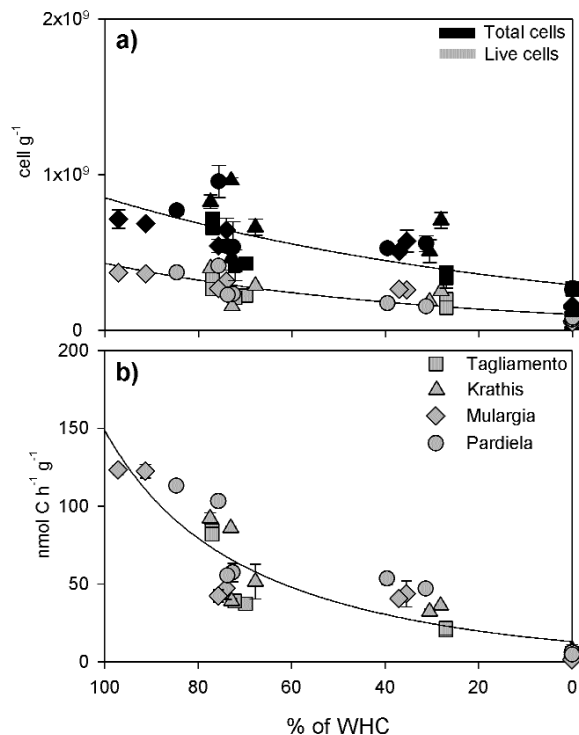 a)
Total cells
Live cells
2x10⁹
1x10⁹
0
cell g⁻¹
b)
Tagliamento
Krathis
Mulargia
Pardiela
200
150
100
50
0
nmol C h⁻¹ g⁻¹
100 80 60 40 20 0
% of WHC